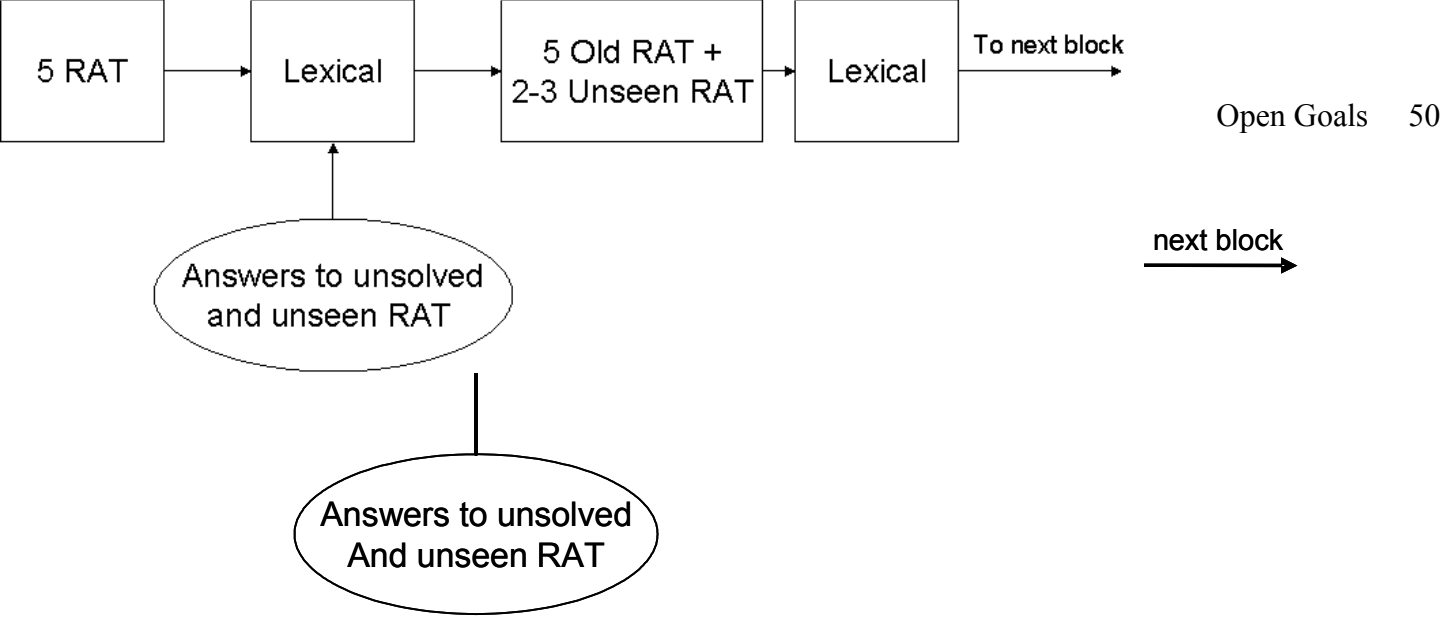 5 RAT
Lexical
5 Old RAT +
2-3 Unseen RAT
Lexical
To next block
Open Goals 50
next block
Answers to unsolved
and unseen RAT
Answers to unsolved
And unseen RAT